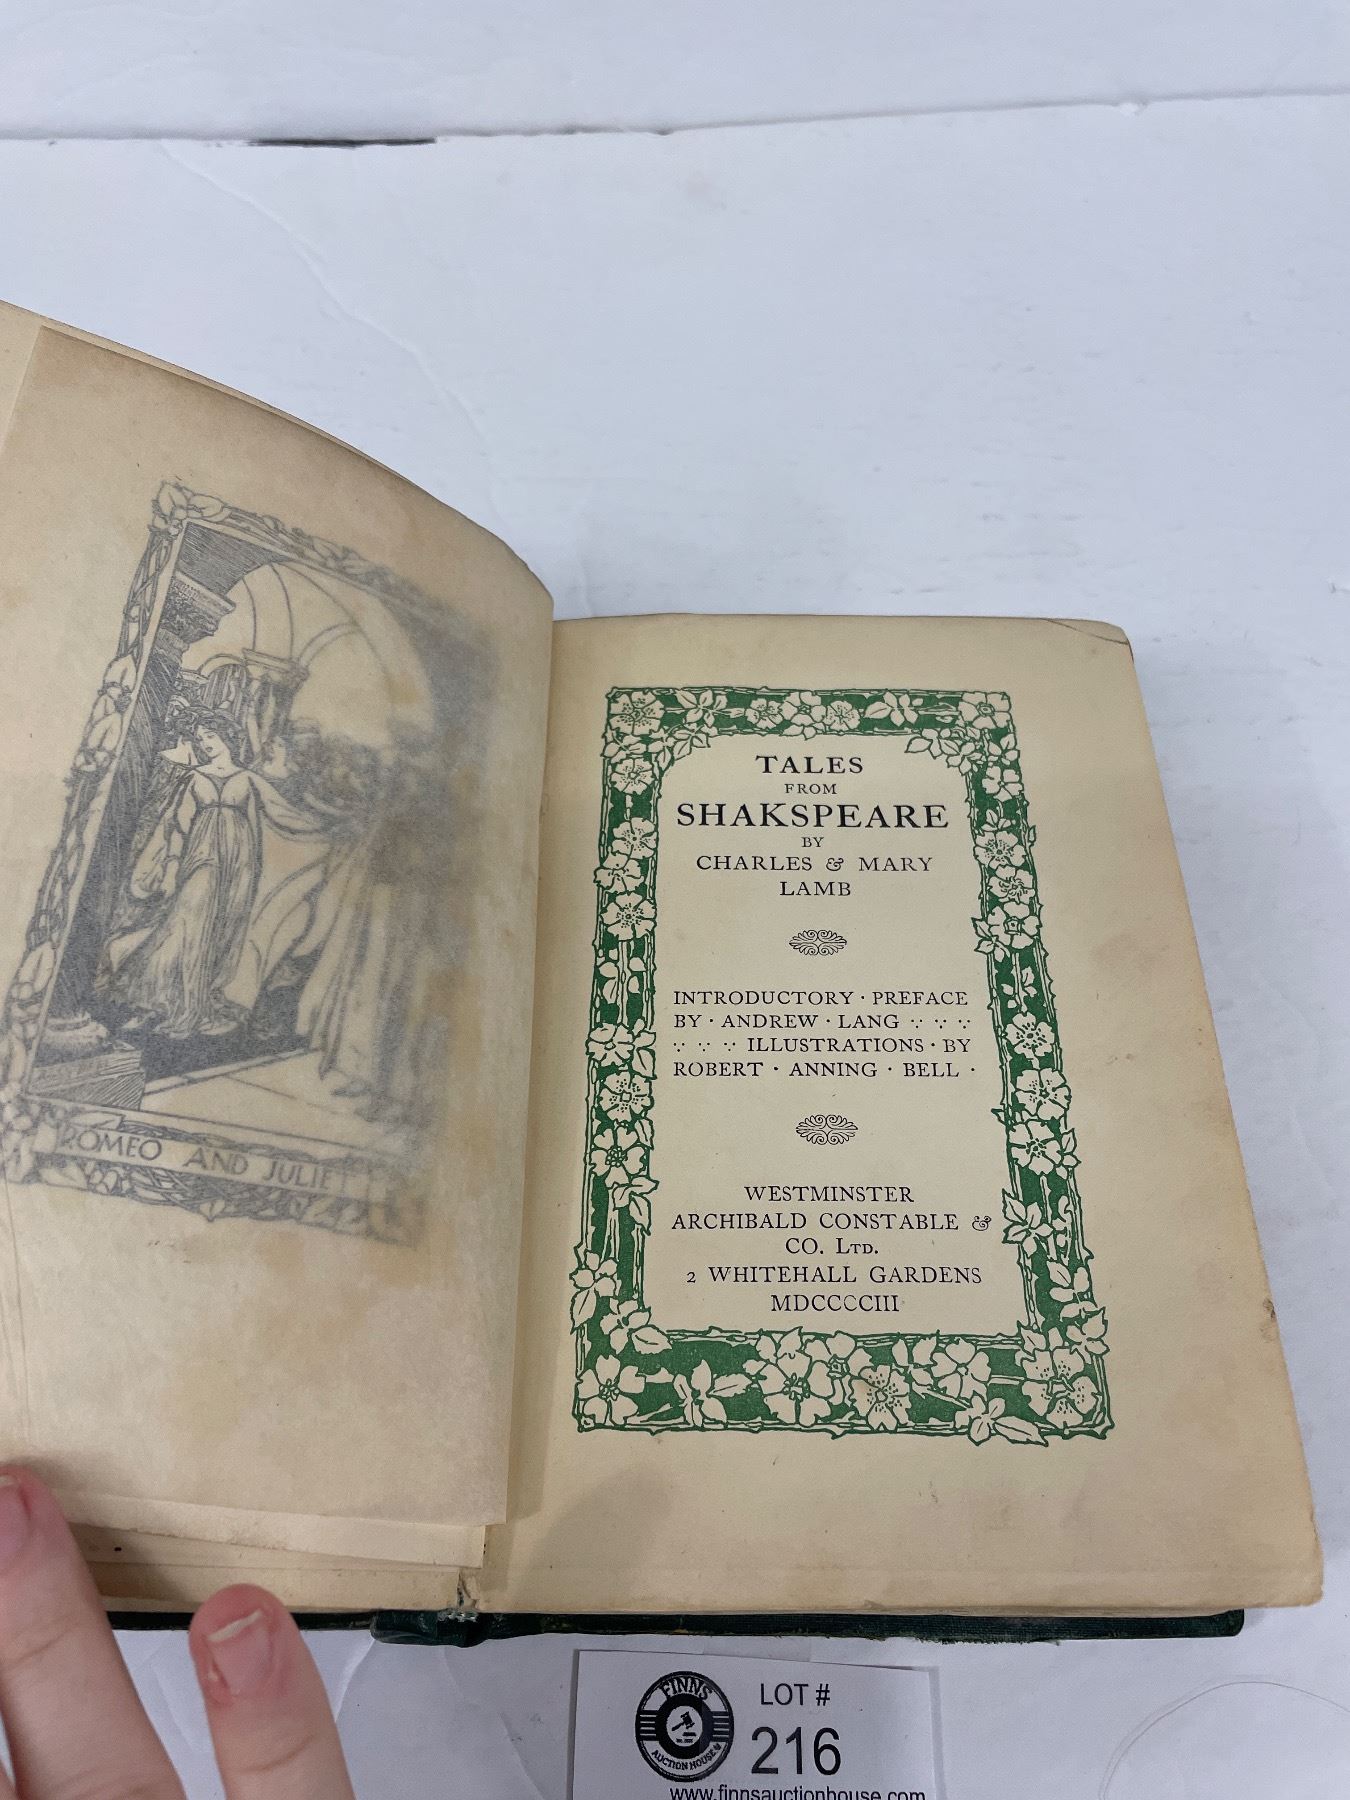 ROMEO AND JULIET
TALES
FROM
SHAKSPEARE
BY
CHARLES & MARY
LAMB
INTRODUCTORY · PREFACE
BY · ANDREW · LANG ∵ ∵ ∵
∵ ∵ ∵ ILLUSTRATIONS · BY
ROBERT · ANNING · BELL ·
WESTMINSTER
ARCHIBALD CONSTABLE &
CO. LTD.
2 WHITEHALL GARDENS
MDCCCCIII
FINNS
AUCTION HOUSE
LOT #
216
www.finnsauctionhouse.com